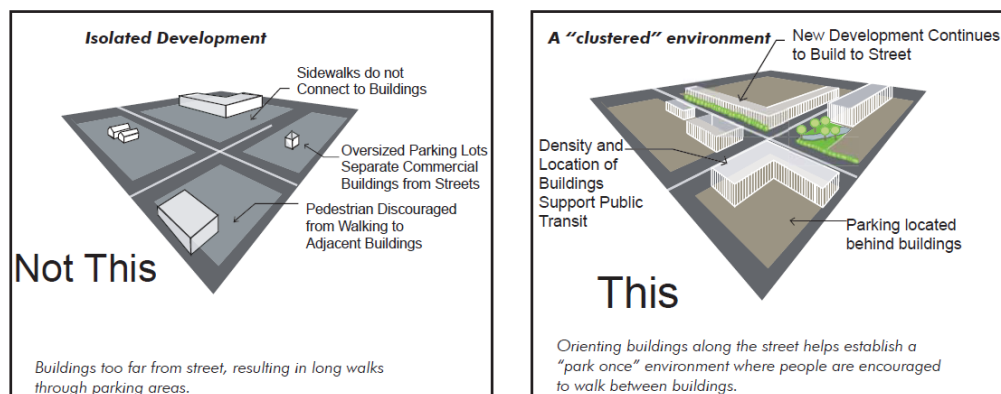 Isolated Development
Sidewalks do not
Connect to Buildings
Oversized Parking Lots
Separate Commercial
Buildings from Streets
Pedestrian Discouraged
from Walking to
Adjacent Buildings
Not This
Buildings too far from street, resulting in long walks
through parking areas.
A "clustered" environment
New Development Continues
to Build to Street
Density and
Location of
Buildings
Support Public
Transit
Parking located
behind buildings
This
Orienting buildings along the street helps establish a
"park once" environment where people are encouraged
to walk between buildings.